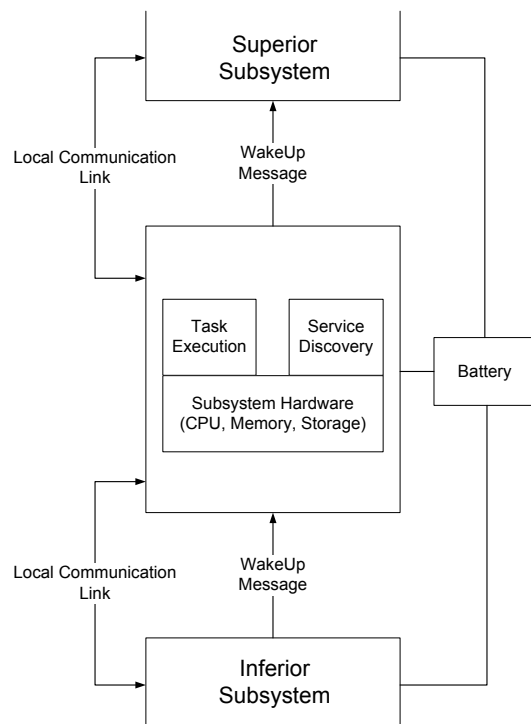 Superior
Subsystem
Local Communication
Link
WakeUp
Message
Task
Execution
Service
Discovery
Subsystem Hardware
(CPU, Memory, Storage)
Battery
Local Communication
Link
WakeUp
Message
Inferior
Subsystem